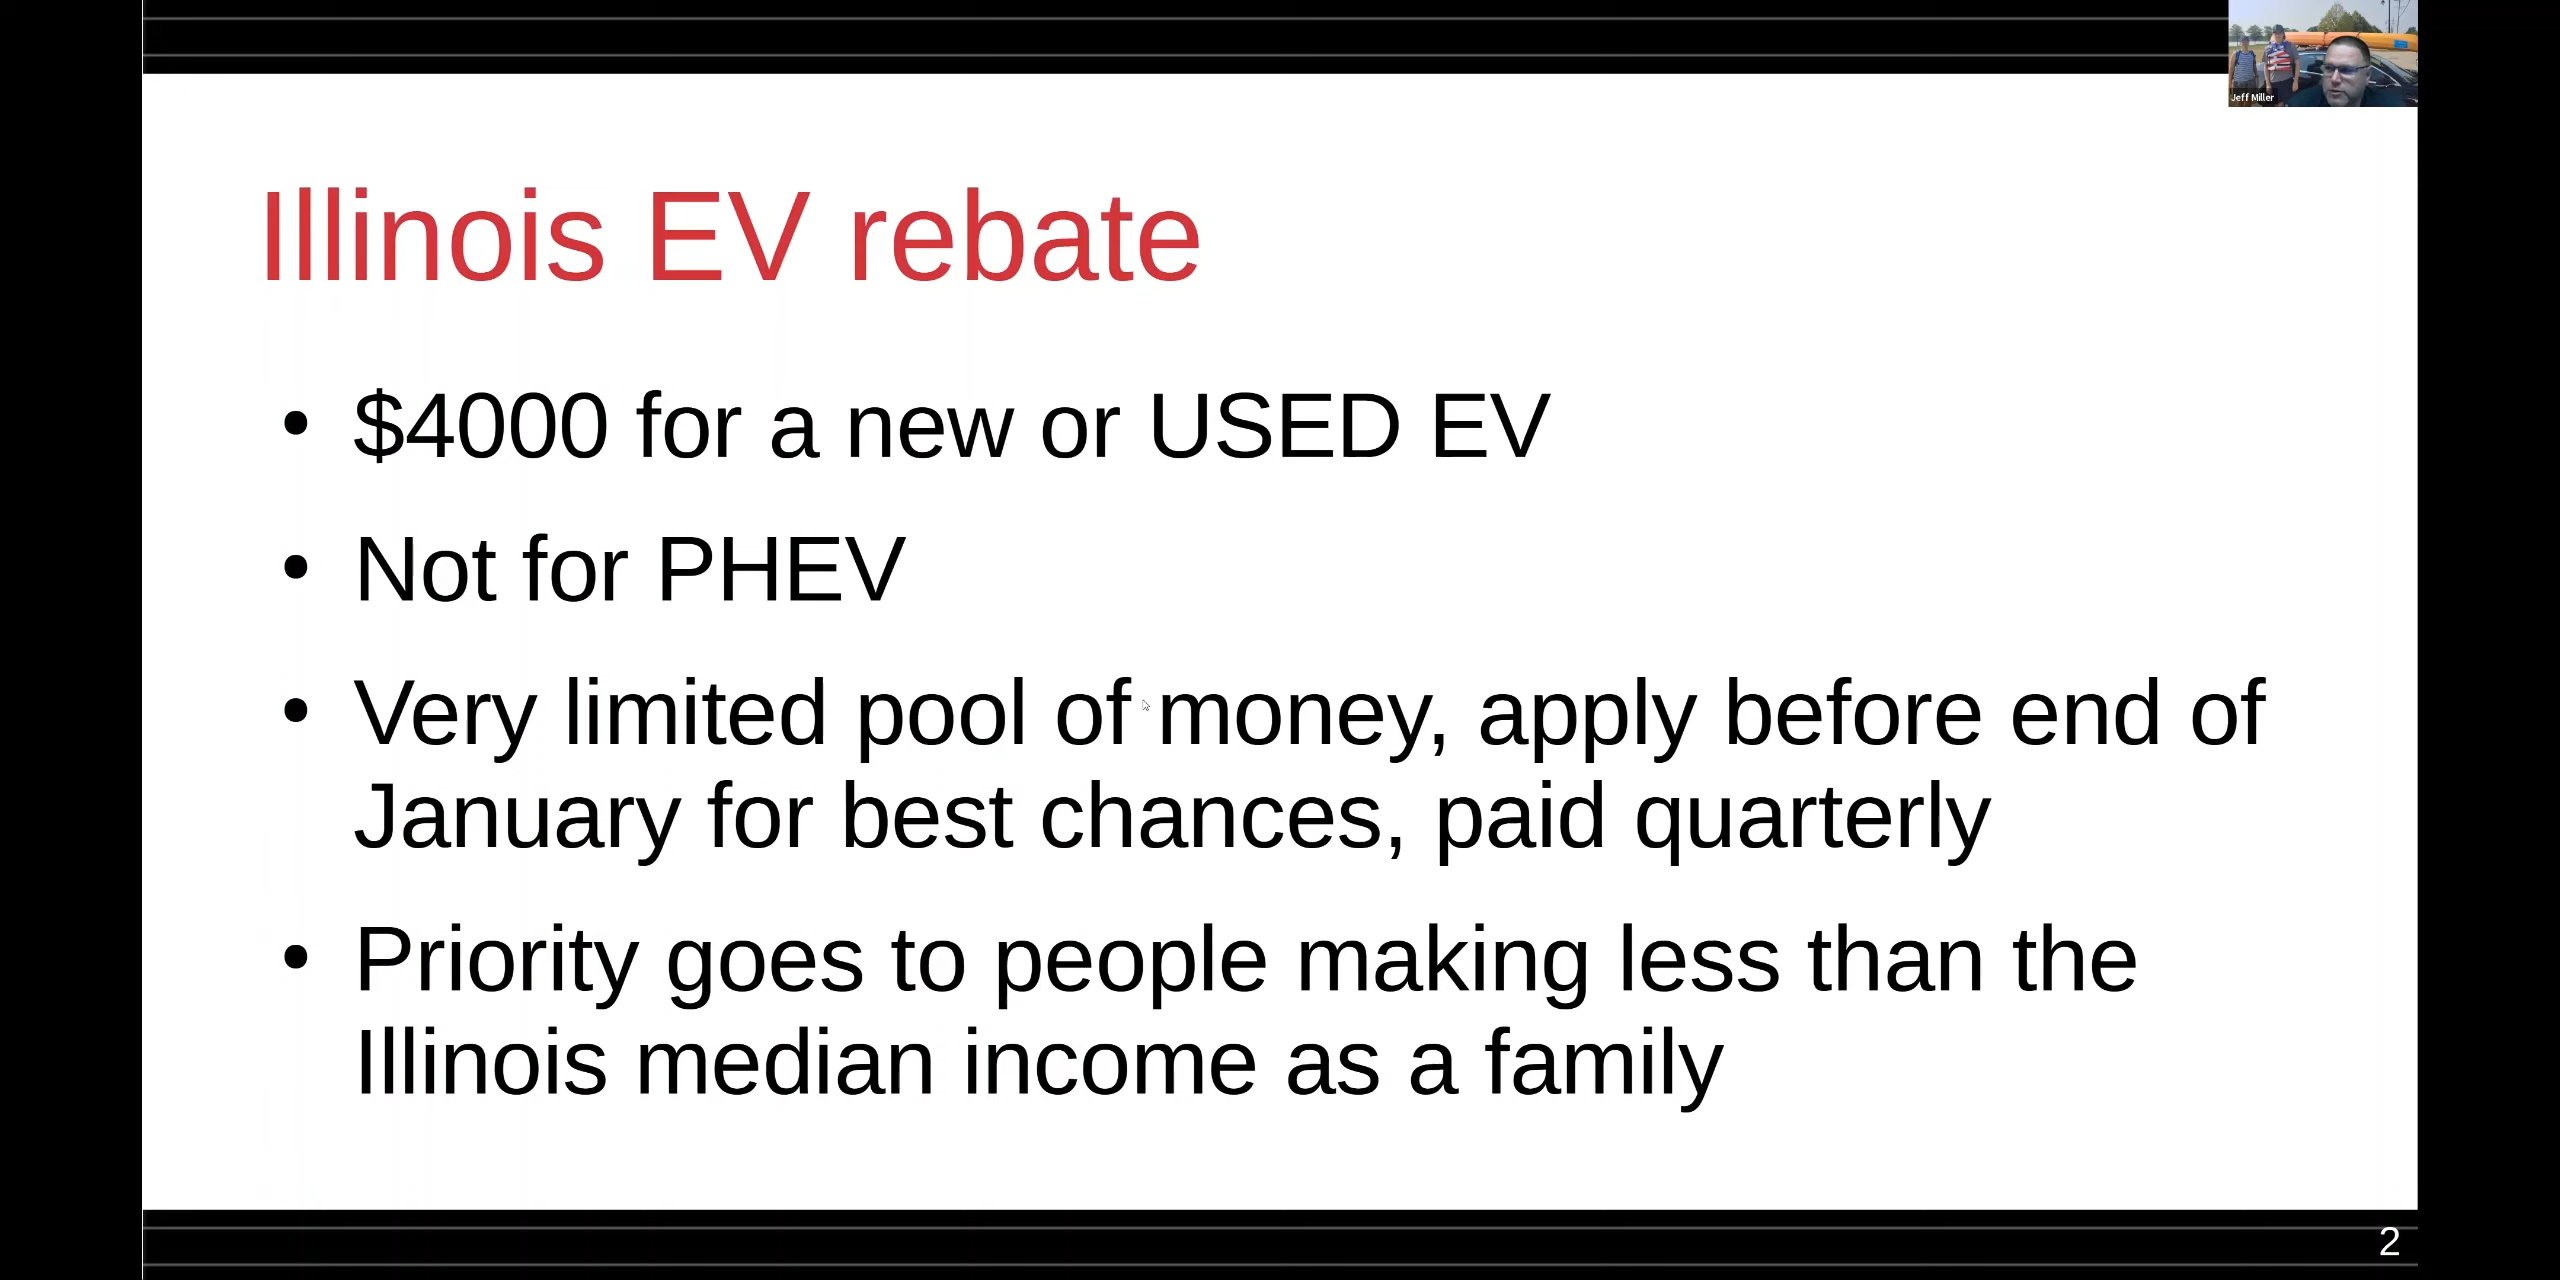 Jeff Miller
Illinois EV rebate
• $4000 for a new or USED EV
• Not for PHEV
• Very limited pool of money, apply before end of
January for best chances, paid quarterly
• Priority goes to people making less than the
Illinois median income as a family
2